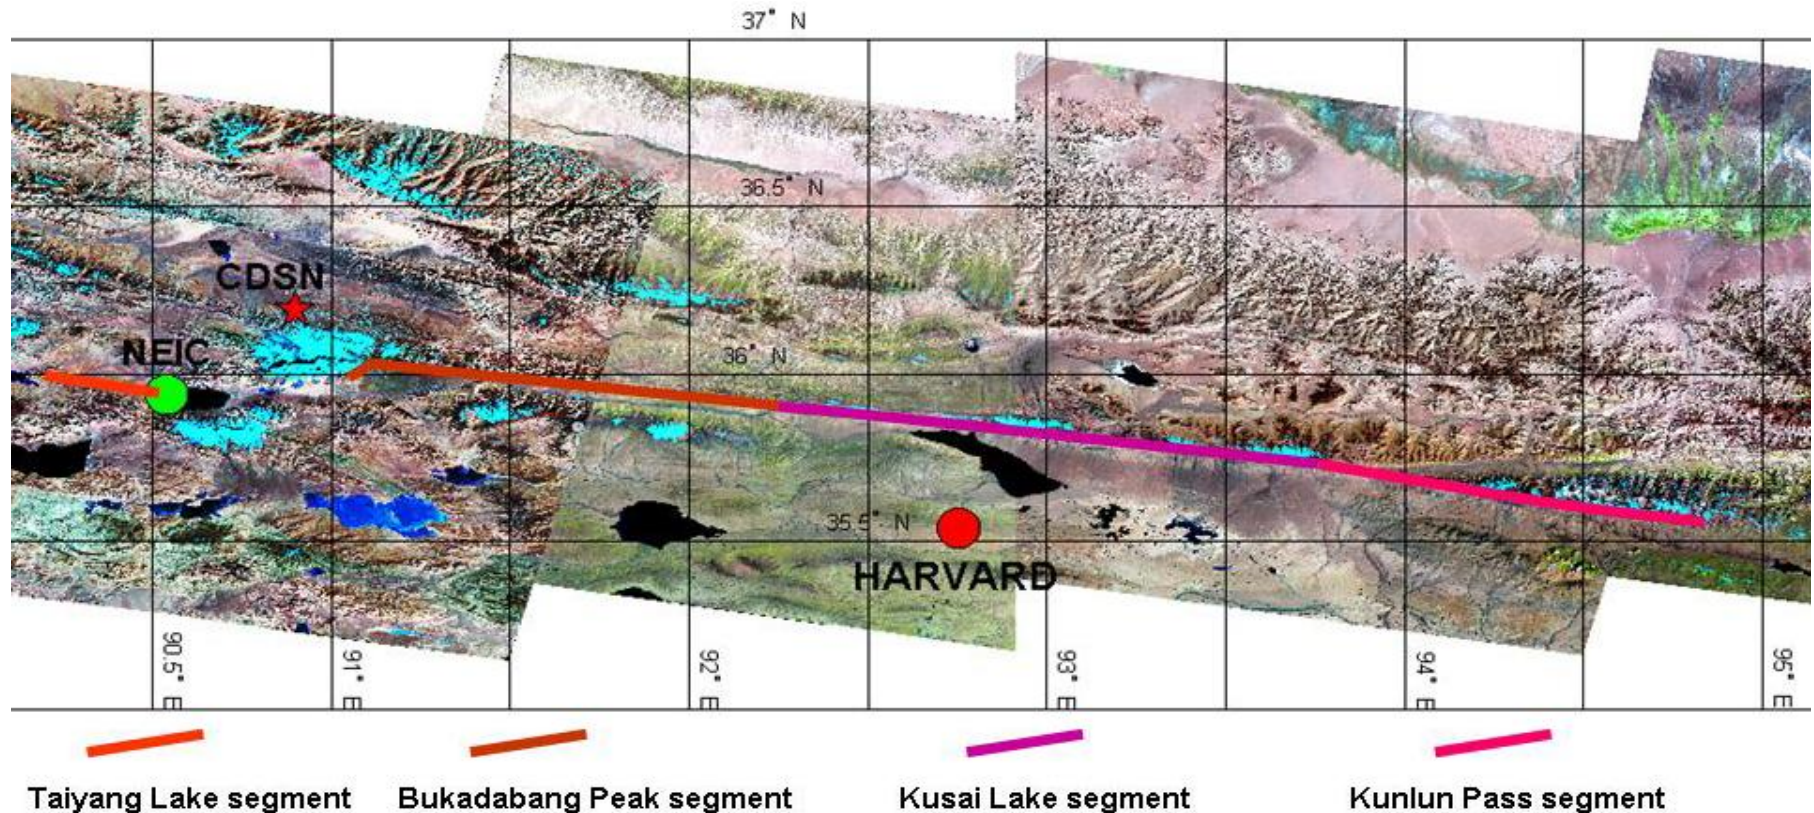 37° N
36.5° N
CDSN
NEIC
36° N
35.5° N
HARVARD
90.5° E
91° E
92° E
93° E
94° E
95° E
Taiyang Lake segment
Bukadabang Peak segment
Kusai Lake segment
Kunlun Pass segment